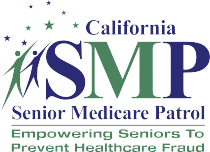 California
SMP
Senior Medicare Patrol
Empowering Seniors To
Prevent Healthcare Fraud